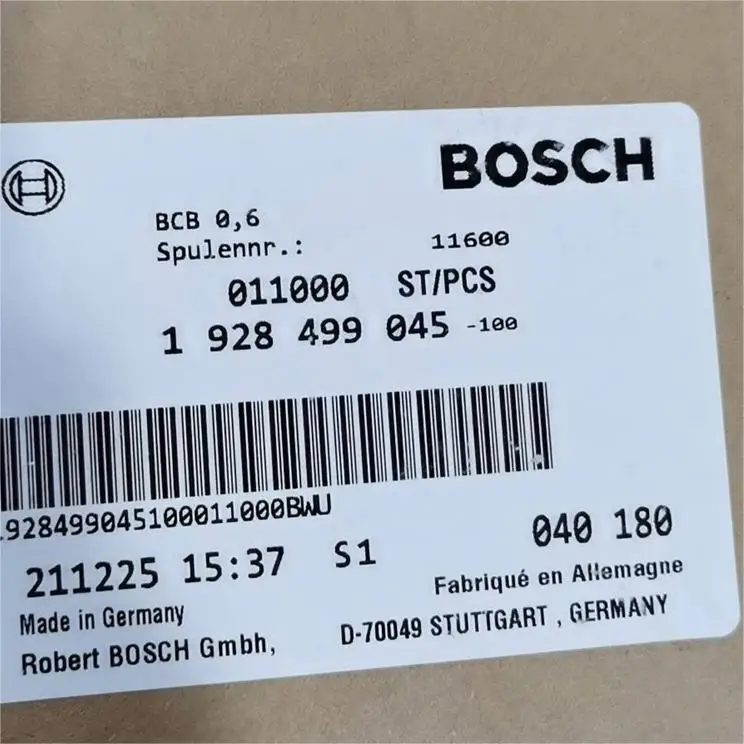 BOSCH
BCB 0,6
Spulennr.: 11600
011000 ST/PCS
1 928 499 045 -100
1928499045100011000BWU
211225 15:37 S1 040 180
Made in Germany Fabriqué en Allemagne
Robert BOSCH Gmbh, D-70049 STUTTGART , GERMANY